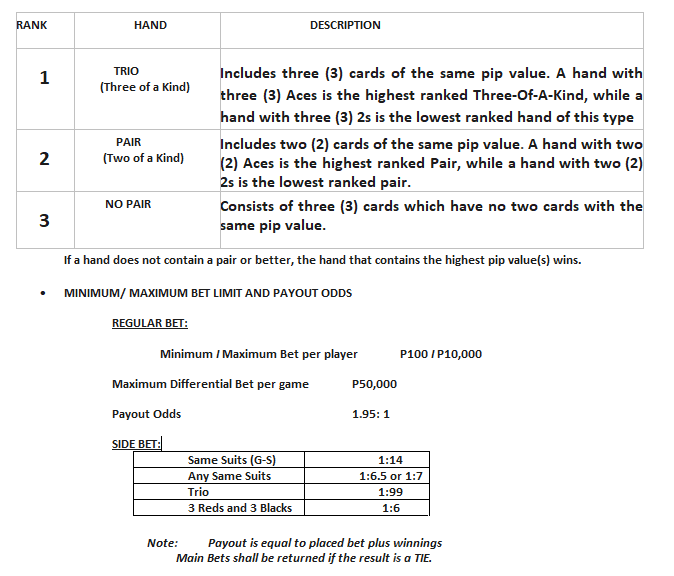 RANK HAND DESCRIPTION
1 TRIO
(Three of a Kind)
Includes three (3) cards of the same pip value. A hand with
three (3) Aces is the highest ranked Three-Of-A-Kind, while a
hand with three (3) 2s is the lowest ranked hand of this type
2 PAIR
(Two of a Kind)
Includes two (2) cards of the same pip value. A hand with two
(2) Aces is the highest ranked Pair, while a hand with two (2)
2s is the lowest ranked pair.
3 NO PAIR
Consists of three (3) cards which have no two cards with the
same pip value.
If a hand does not contain a pair or better, the hand that contains the highest pip value(s) wins.
• MINIMUM/ MAXIMUM BET LIMIT AND PAYOUT ODDS
REGULAR BET:
Minimum / Maximum Bet per player P100 / P10,000
Maximum Differential Bet per game P50,000
Payout Odds 1.95: 1
SIDE BET:
Same Suits (G-S) 1:14
Any Same Suits 1:6.5 or 1:7
Trio 1:99
3 Reds and 3 Blacks 1:6
Note: Payout is equal to placed bet plus winnings
Main Bets shall be returned if the result is a TIE.